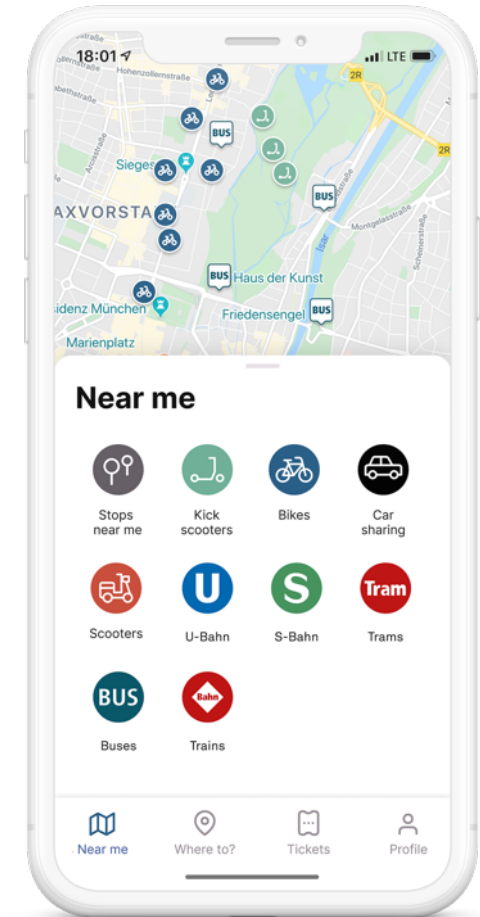 18:01
LTE
Hohenzollernstraße
2R
BUS
Sieges
BUS
2R
AXVORSTA
Montgelasstraße
Isar
Scheinerstraße
BUS
Haus der Kunst
idenz München
Friedensengel
BUS
Marienplatz
Near me
Stops
near me
Kick
scooters
Bikes
Car
sharing
U
S
Tram
Scooters
U-Bahn
S-Bahn
Trams
BUS
Bahn
Buses
Trains
Near me
Where to?
Tickets
Profile